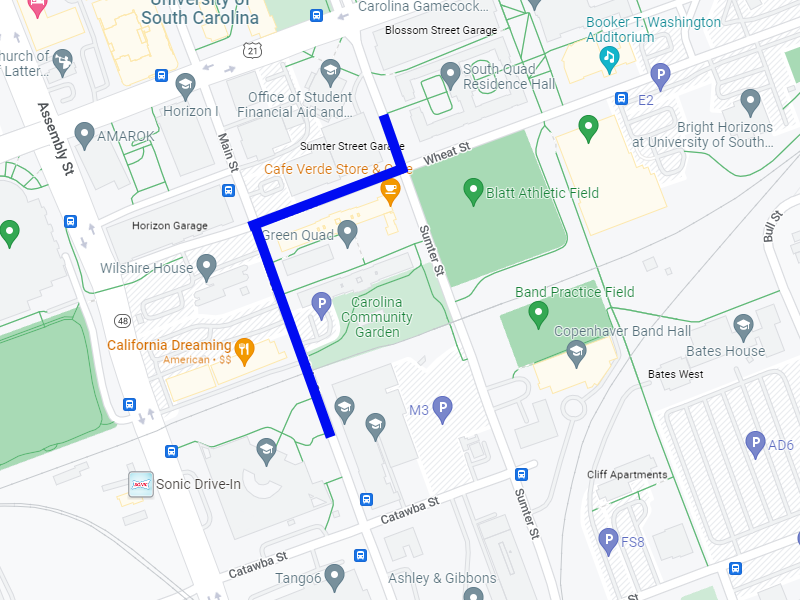 University of
South Carolina
Carolina Gamecock...
Blossom Street Garage
Booker T. Washington
Auditorium
21
hurch of
f Latter...
South Quad
Residence Hall
E2
Horizon I
Office of Student
Financial Aid and...
Assembly St
AMAROK
Main St
Bright Horizons
at University of South...
Sumter Street Garage
Wheat St
Cafe Verde Store &
Blatt Athletic Field
Horizon Garage
Green Quad
Sumter St
Bull St
Wilshire House
Band Practice Field
Carolina
Community
Garden
48
California Dreaming
American • $$
Copenhaver Band Hall
Bates House
Bates West
M3
AD6
Sonic Drive-In
Cliff Apartments
Catawba St
Sumter St
FS8
Catawba St
Tango6
Ashley & Gibbons
St